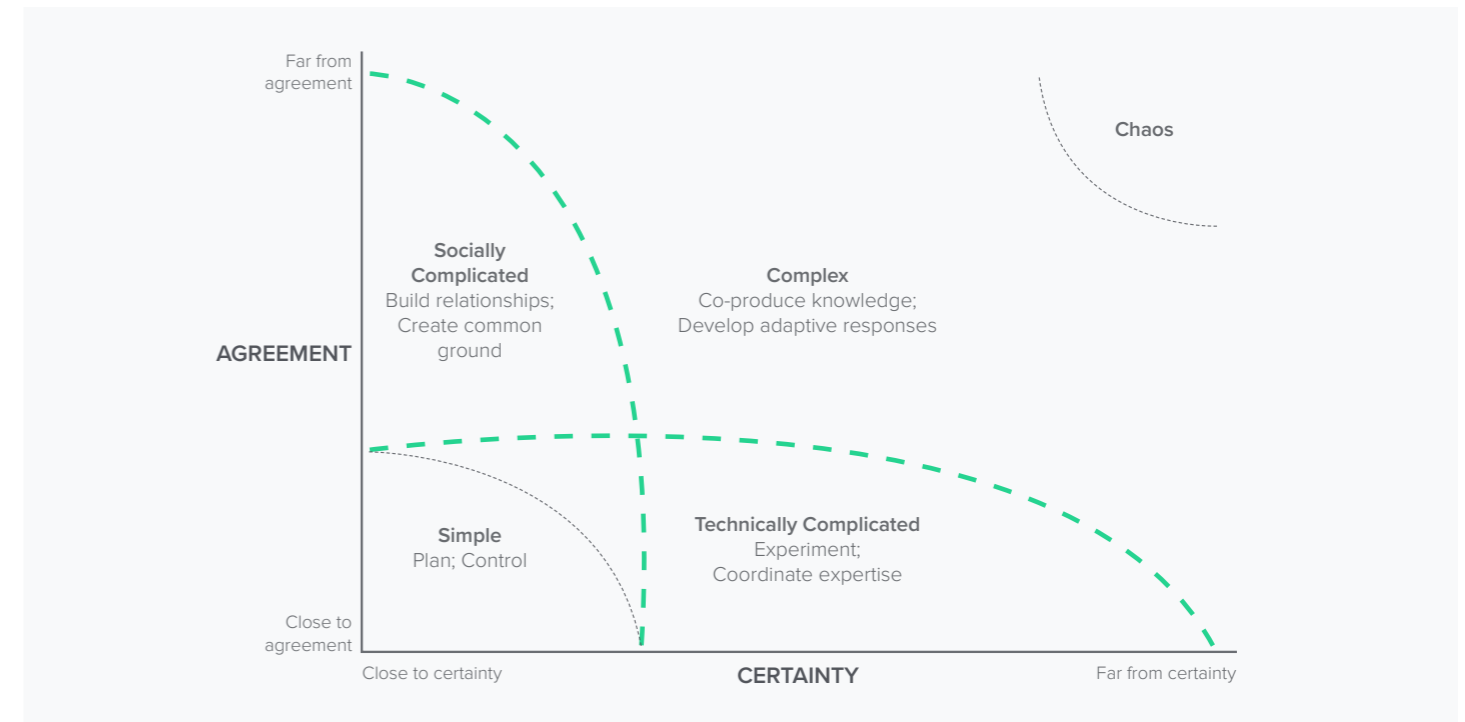 Far from
agreement
Chaos
Socially
Complicated
Build relationships;
Create common
ground
Complex
Co-produce knowledge;
Develop adaptive responses
AGREEMENT
Simple
Plan; Control
Technically Complicated
Experiment;
Coordinate expertise
Close to
agreement
Close to certainty
CERTAINTY
Far from certainty